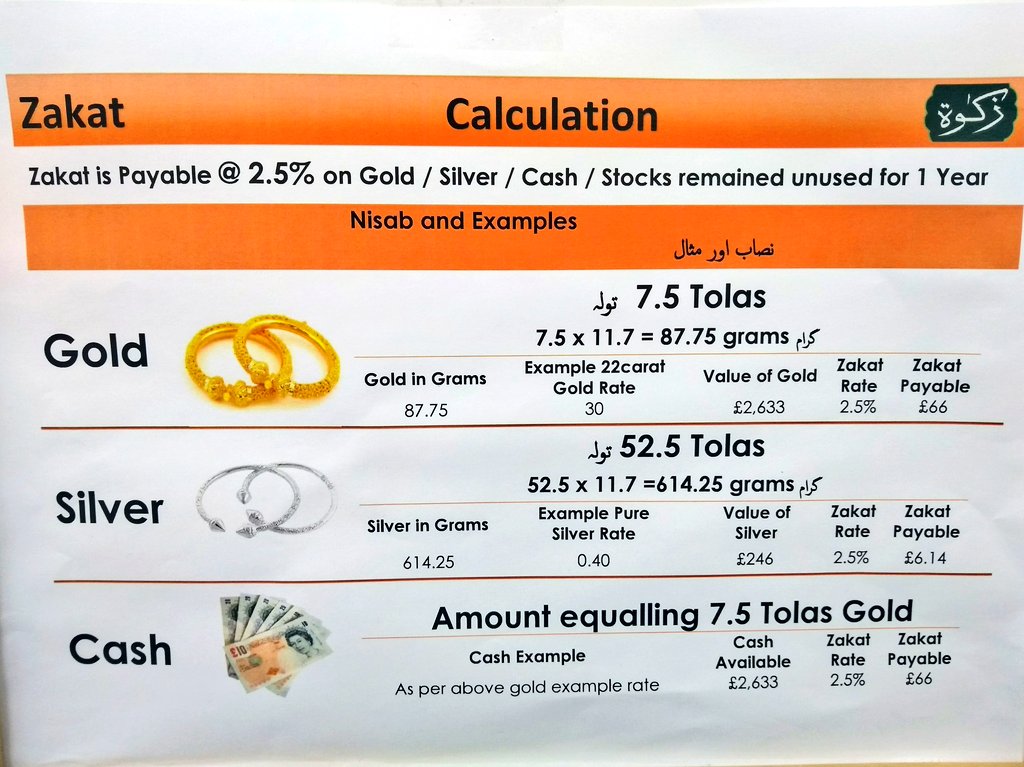 Zakat Calculation زکوٰۃ
Zakat is Payable @ 2.5% on Gold / Silver / Cash / Stocks remained unused for 1 Year
Nisab and Examples
نصاب اور مثال
Gold
7.5 Tolas تولہ
7.5 x 11.7 = 87.75 grams گرام
Gold in Grams Example 22carat Gold Rate Value of Gold Zakat Rate Zakat Payable
87.75 30 £2,633 2.5% £66
Silver
52.5 Tolas تولہ
52.5 x 11.7 =614.25 grams گرام
Silver in Grams Example Pure Silver Rate Value of Silver Zakat Rate Zakat Payable
614.25 0.40 £246 2.5% £6.14
Cash
£10
Amount equalling 7.5 Tolas Gold
Cash Example Cash Available Zakat Rate Zakat Payable
As per above gold example rate £2,633 2.5% £66